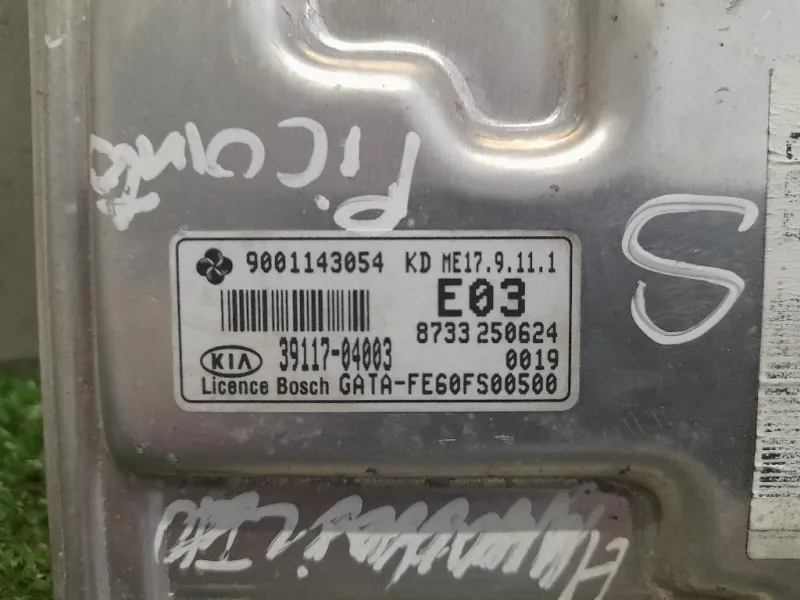 Picanto
S
9001143054 KD ME17.9.11.1
E03
8733 250624
KIA 39117-04003 0019
Licence Bosch GATA-FE60FS00500